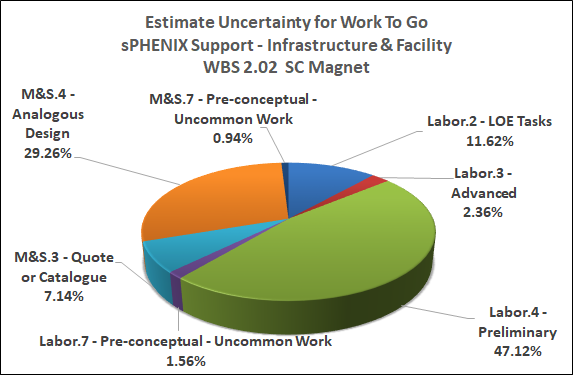 Estimate Uncertainty for Work To Go
sPHENIX Support - Infrastructure & Facility
WBS 2.02  SC Magnet
M&S.4 -
Analogous
Design
29.26%
M&S.7 - Pre-conceptual -
Uncommon Work
0.94%
Labor.2 - LOE Tasks
11.62%
Labor.3 -
Advanced
2.36%
M&S.3 - Quote
or Catalogue
7.14%
Labor.7 - Pre-conceptual - Uncommon Work
1.56%
Labor.4 -
Preliminary
47.12%